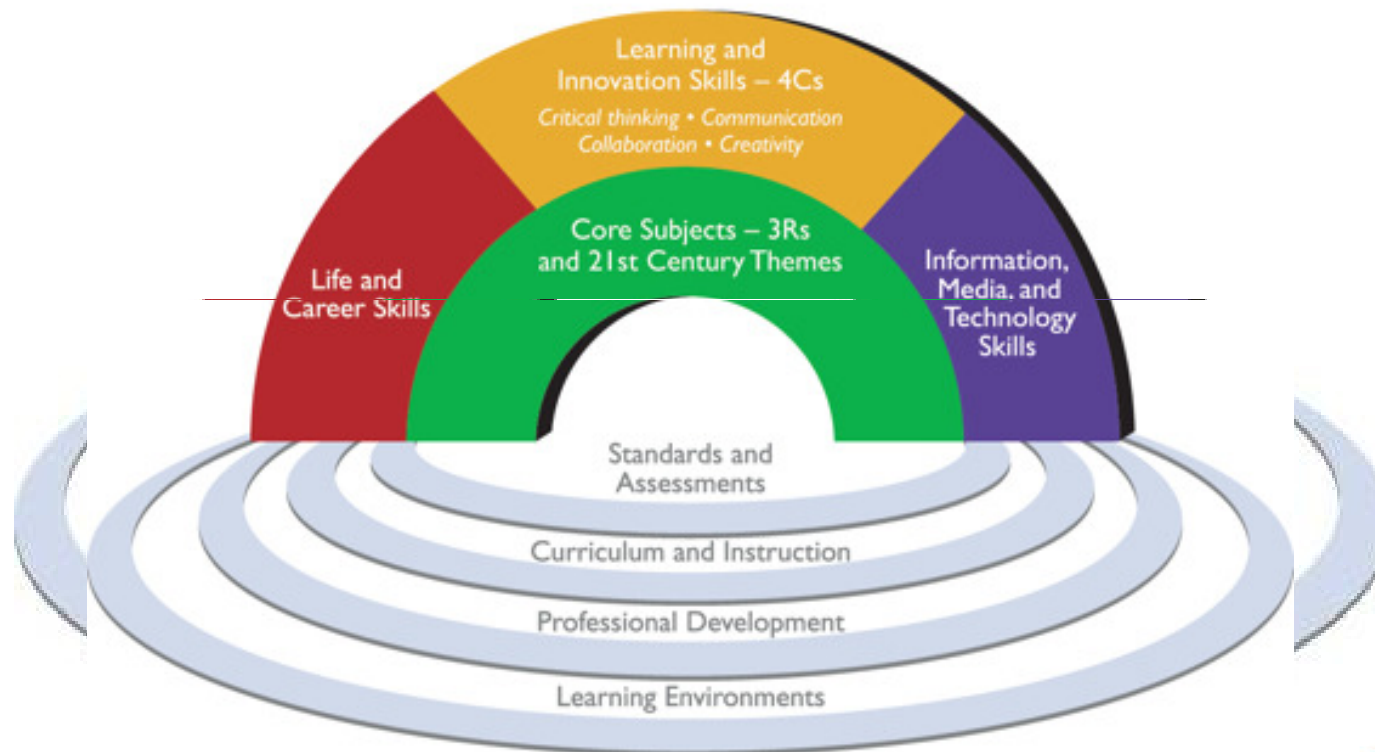 Learning and
Innovation Skills – 4Cs
Critical thinking • Communication
Collaboration • Creativity
Core Subjects – 3Rs
and 21st Century Themes
Life and
Career Skills
Information,
Media, and
Technology
Skills
Standards and
Assessments
Curriculum and Instruction
Professional Development
Learning Environments